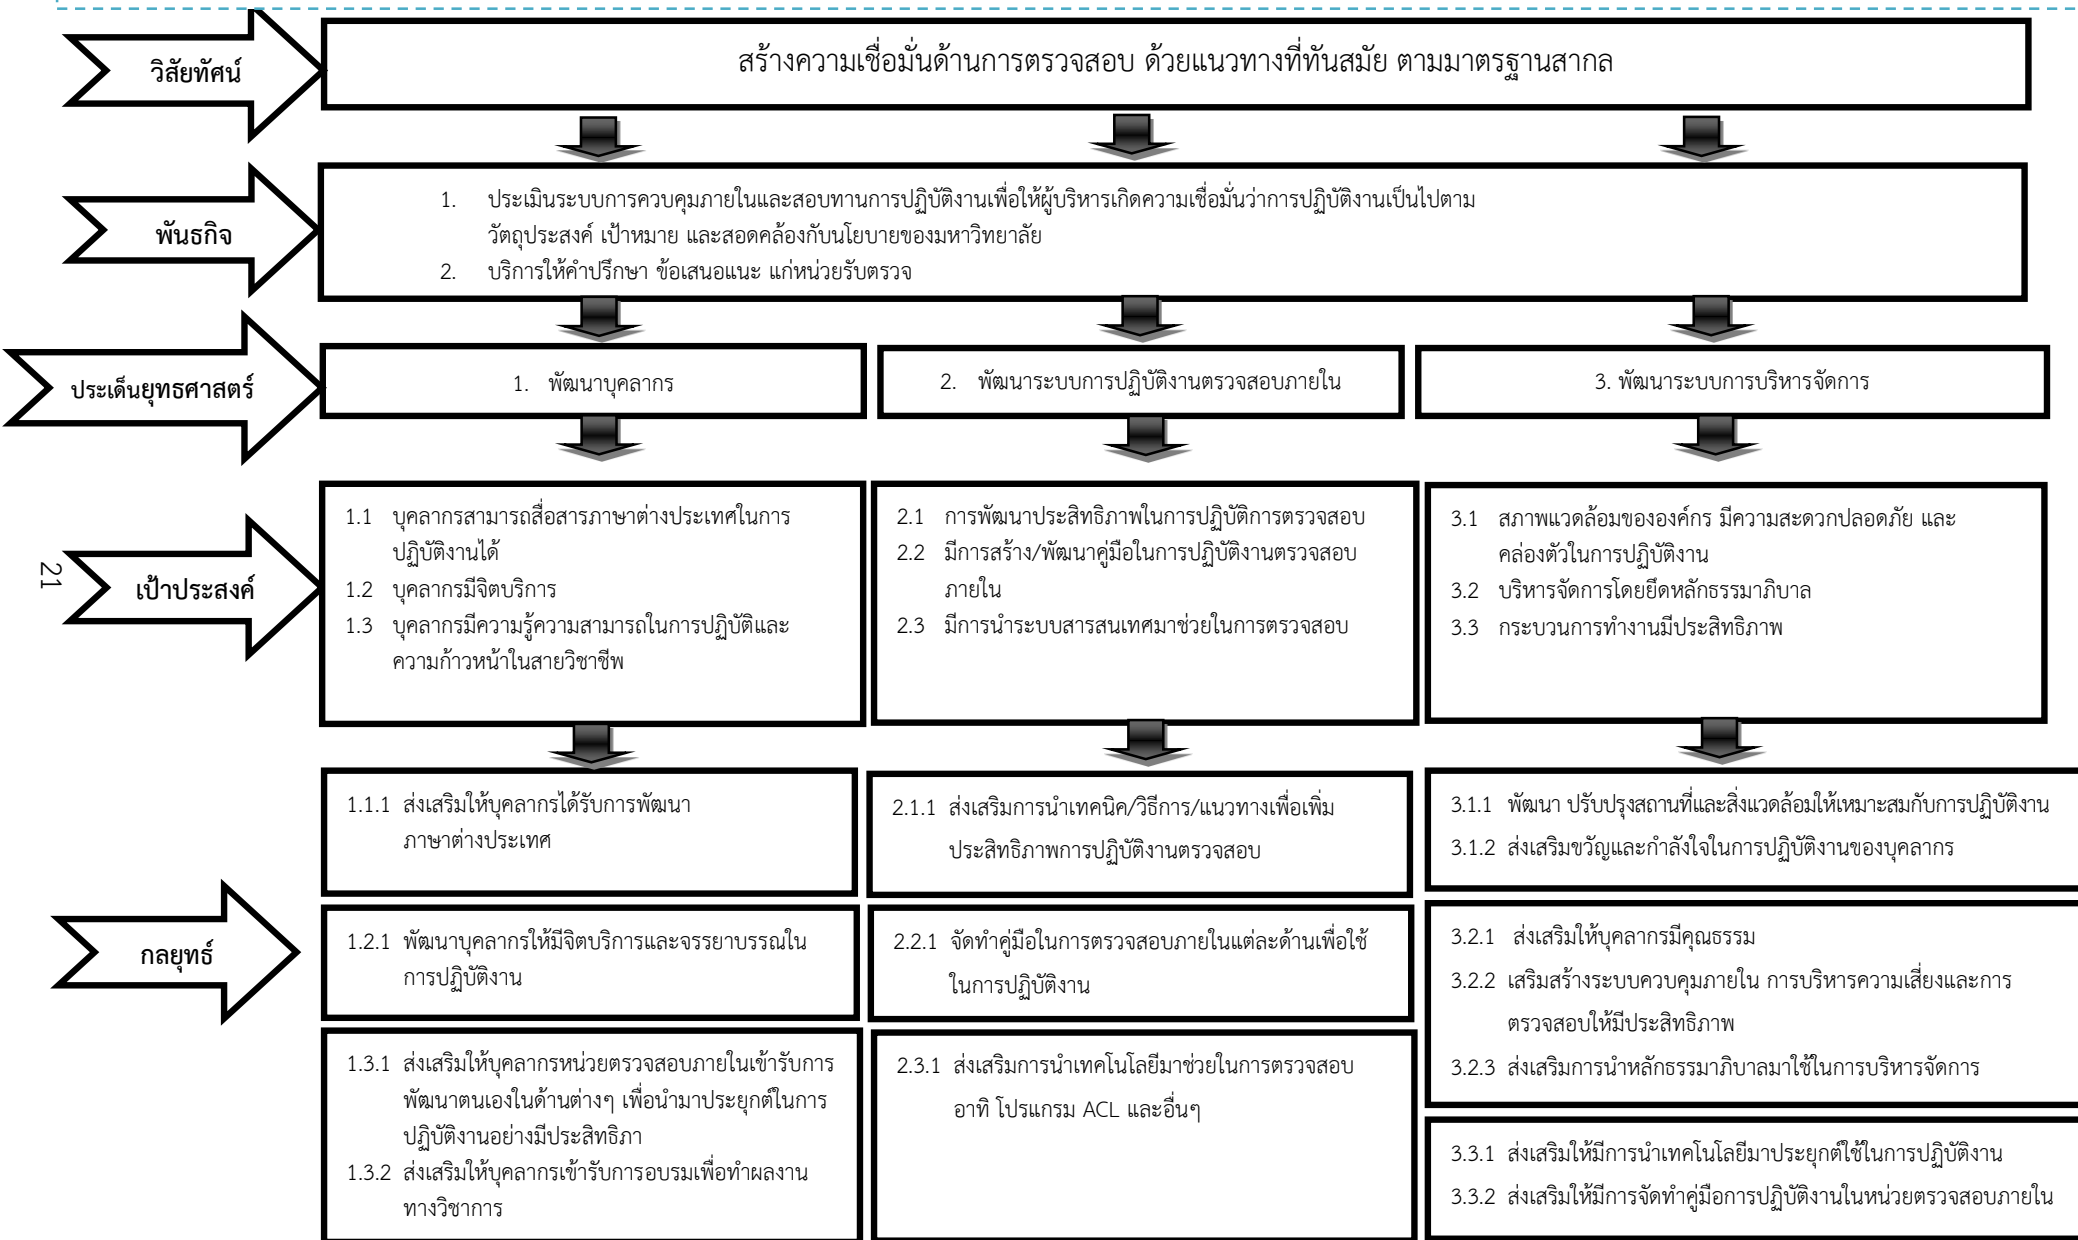 วิสัยทัศน์
สร้างความเชื่อมั่นด้านการตรวจสอบ ด้วยแนวทางที่ทันสมัย ตามมาตรฐานสากล
พันธกิจ
1. ประเมินระบบการควบคุมภายในและสอบทานการปฏิบัติงานเพื่อให้ผู้บริหารเกิดความเชื่อมั่นว่าการปฏิบัติงานเป็นไปตาม
วัตถุประสงค์ เป้าหมาย และสอดคล้องกับนโยบายของมหาวิทยาลัย
2. บริการให้คำปรึกษา ข้อเสนอแนะ แก่หน่วยรับตรวจ
ประเด็นยุทธศาสตร์
1. พัฒนาบุคลากร
2. พัฒนาระบบการปฏิบัติงานตรวจสอบภายใน
3. พัฒนาระบบการบริหารจัดการ
21
เป้าประสงค์
1.1 บุคลากรสามารถสื่อสารภาษาต่างประเทศในการ
ปฏิบัติงานได้
1.2 บุคลากรมีจิตบริการ
1.3 บุคลากรมีความรู้ความสามารถในการปฏิบัติและ
ความก้าวหน้าในสายวิชาชีพ
2.1 การพัฒนาประสิทธิภาพในการปฏิบัติการตรวจสอบ
2.2 มีการสร้าง/พัฒนาคู่มือในการปฏิบัติงานตรวจสอบ
ภายใน
2.3 มีการนำระบบสารสนเทศมาช่วยในการตรวจสอบ
3.1 สภาพแวดล้อมขององค์กร มีความสะดวกปลอดภัย และ
คล่องตัวในการปฏิบัติงาน
3.2 บริหารจัดการโดยยึดหลักธรรมาภิบาล
3.3 กระบวนการทำงานมีประสิทธิภาพ
กลยุทธ์
1.1.1 ส่งเสริมให้บุคลากรได้รับการพัฒนา
ภาษาต่างประเทศ
1.2.1 พัฒนาบุคลากรให้มีจิตบริการและจรรยาบรรณใน
การปฏิบัติงาน
1.3.1 ส่งเสริมให้บุคลากรหน่วยตรวจสอบภายในเข้ารับการ
พัฒนาตนเองในด้านต่างๆ เพื่อนำมาประยุกต์ในการ
ปฏิบัติงานอย่างมีประสิทธิภา
1.3.2 ส่งเสริมให้บุคลากรเข้ารับการอบรมเพื่อทำผลงาน
ทางวิชาการ
2.1.1 ส่งเสริมการนำเทคนิค/วิธีการ/แนวทางเพื่อเพิ่ม
ประสิทธิภาพการปฏิบัติงานตรวจสอบ
2.2.1 จัดทำคู่มือในการตรวจสอบภายในแต่ละด้านเพื่อใช้
ในการปฏิบัติงาน
2.3.1 ส่งเสริมการนำเทคโนโลยีมาช่วยในการตรวจสอบ
อาทิ โปรแกรม ACL และอื่นๆ
3.1.1 พัฒนา ปรับปรุงสถานที่และสิ่งแวดล้อมให้เหมาะสมกับการปฏิบัติงาน
3.1.2 ส่งเสริมขวัญและกำลังใจในการปฏิบัติงานของบุคลากร
3.2.1 ส่งเสริมให้บุคลากรมีคุณธรรม
3.2.2 เสริมสร้างระบบควบคุมภายใน การบริหารความเสี่ยงและการ
ตรวจสอบให้มีประสิทธิภาพ
3.2.3 ส่งเสริมการนำหลักธรรมาภิบาลมาใช้ในการบริหารจัดการ
3.3.1 ส่งเสริมให้มีการนำเทคโนโลยีมาประยุกต์ใช้ในการปฏิบัติงาน
3.3.2 ส่งเสริมให้มีการจัดทำคู่มือการปฏิบัติงานในหน่วยตรวจสอบภายใน